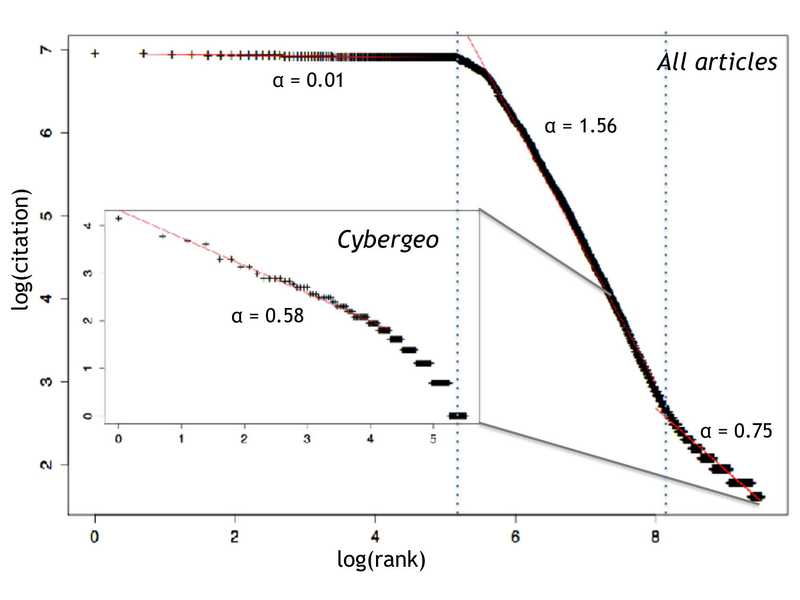 All articles
α = 0.01
α = 1.56
α = 0.75
log(citation)
7
6
5
4
3
2
0
2
4
6
8
log(rank)
Cybergeo
α = 0.58
4
3
2
1
0
0
1
2
3
4
5